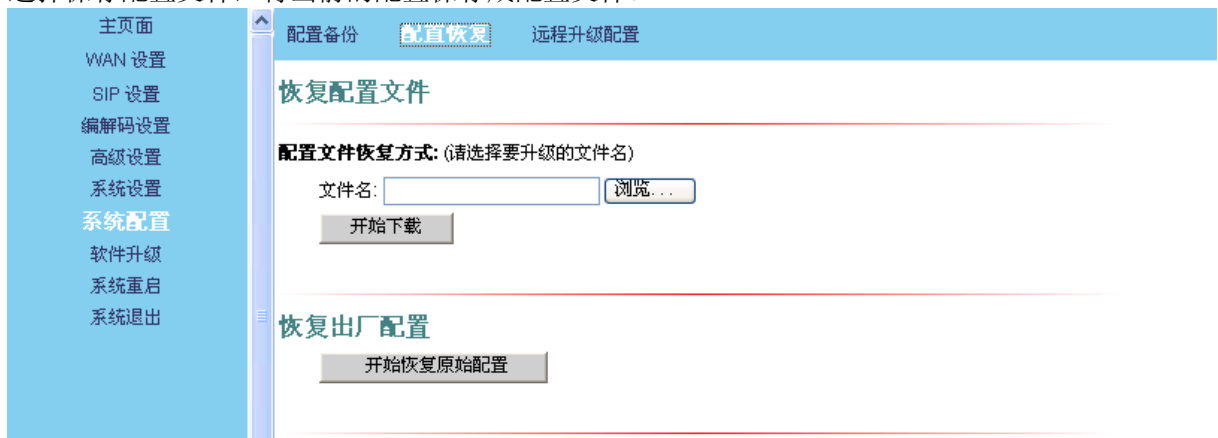 主页面
WAN 设置
SIP 设置
编解码设置
高级设置
系统设置
系统配置
软件升级
系统重启
系统退出
配置备份 配置恢复 远程升级配置
恢复配置文件
配置文件恢复方式: (请选择要升级的文件名)
文件名: 浏览...
开始下载
恢复出厂配置
开始恢复原始配置